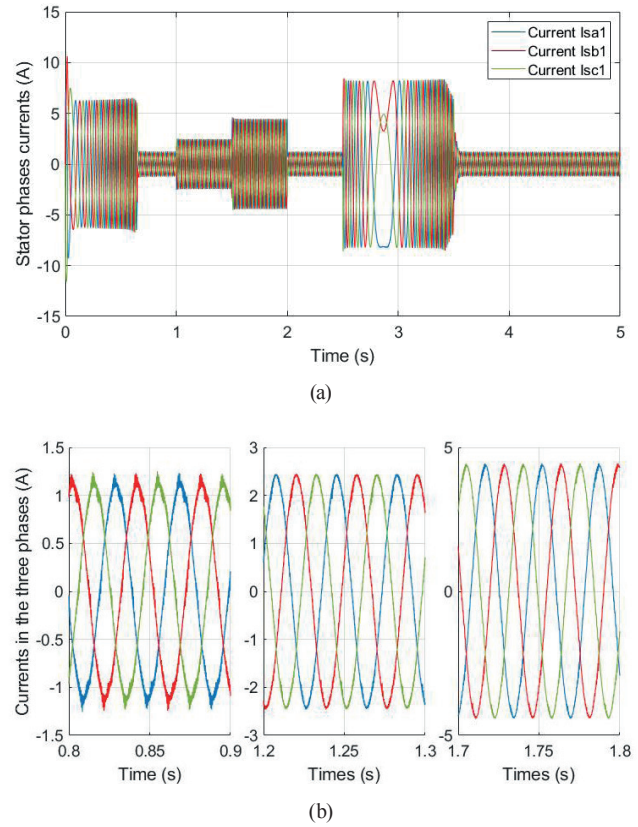 15
10
5
0
-5
-10
-15
Stator phases currents (A)
Current Isa1
Current Isb1
Current Isc1
0 1 2 3 4 5
Time (s)
(a)
Currents in the three phases (A)
1.5
1
0.5
0
-0.5
-1
-1.5
0.8 0.85 0.9
Time (s)
3
2
1
0
-1
-2
-3
1.2 1.25 1.3
Times (s)
5
0
-5
1.7 1.75 1.8
Times (s)
(b)